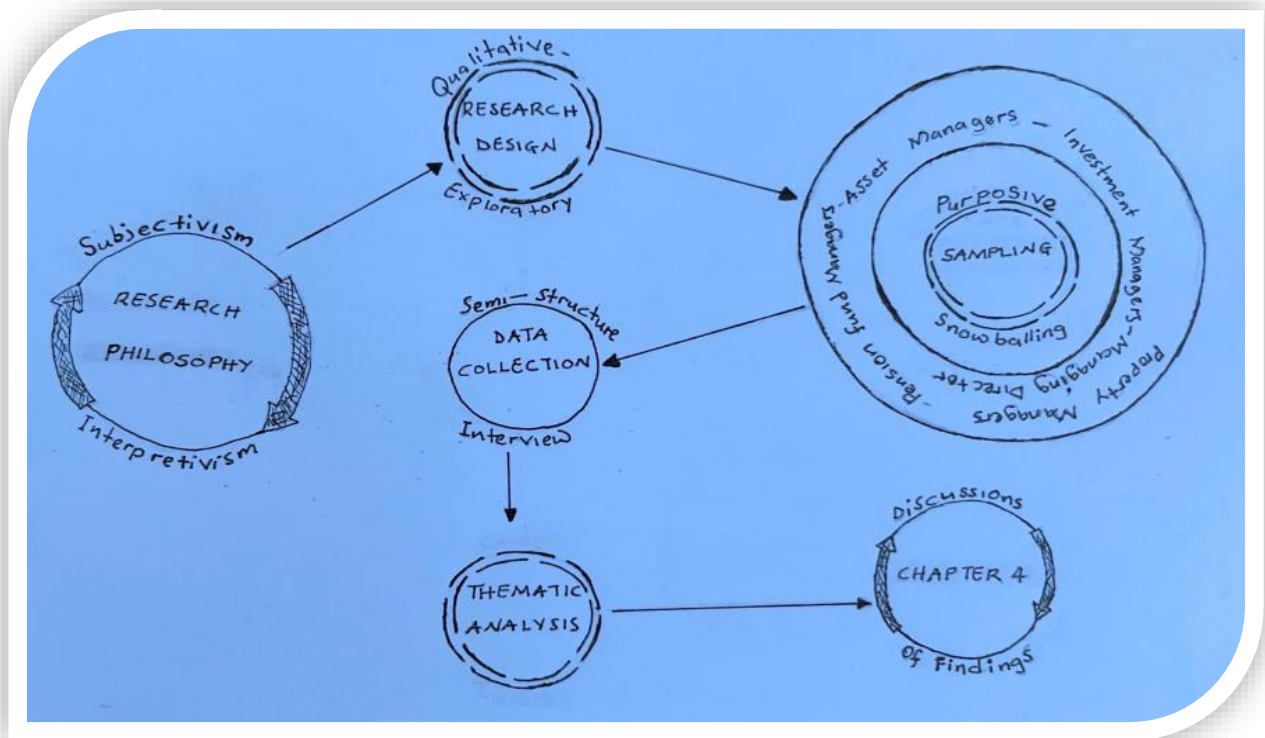 Subjectivism
RESEARCH
PHILOSOPHY
Interpretivism
Qualitative-
RESEARCH
DESIGN
Exploratory
-Asset Managers - Investment Managers-
Property Managers
-Pension fund Managers
-Managing Director
Purposive
SAMPLING
Snowballing
Semi-Structure
DATA
COLLECTION
Interview
THEMATIC
ANALYSIS
Discussions
CHAPTER 4
Of Findings